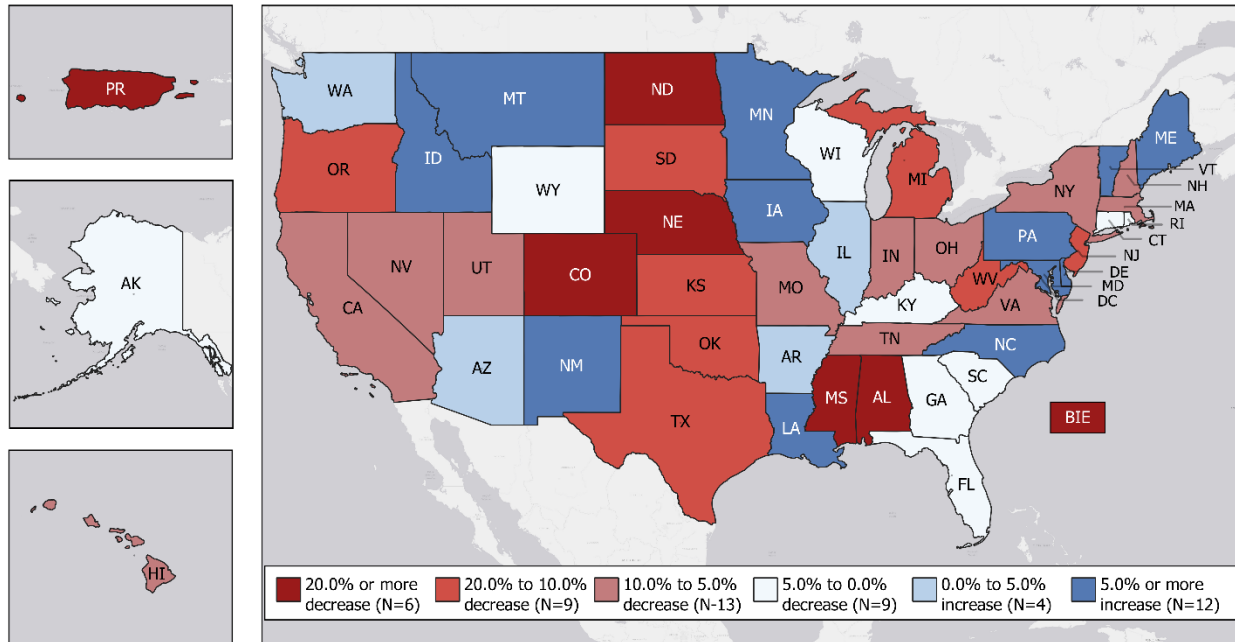 PR
AK
HI
WA
MT
ND
MN
WI
ME
VT
NH
OR
ID
SD
MI
NY
MA
RI
WY
CT
NE
IA
PA
NJ
NV
UT
CO
IL
IN
OH
DE
MD
DC
CA
KS
MO
WV
VA
KY
AZ
NM
OK
AR
TN
NC
SC
MS
AL
GA
TX
LA
FL
BIE
20.0% or more
decrease (N=6)
20.0% to 10.0%
decrease (N=9)
10.0% to 5.0%
decrease (N-13)
5.0% to 0.0%
decrease (N=9)
0.0% to 5.0%
increase (N=4)
5.0% or more
increase (N=12)